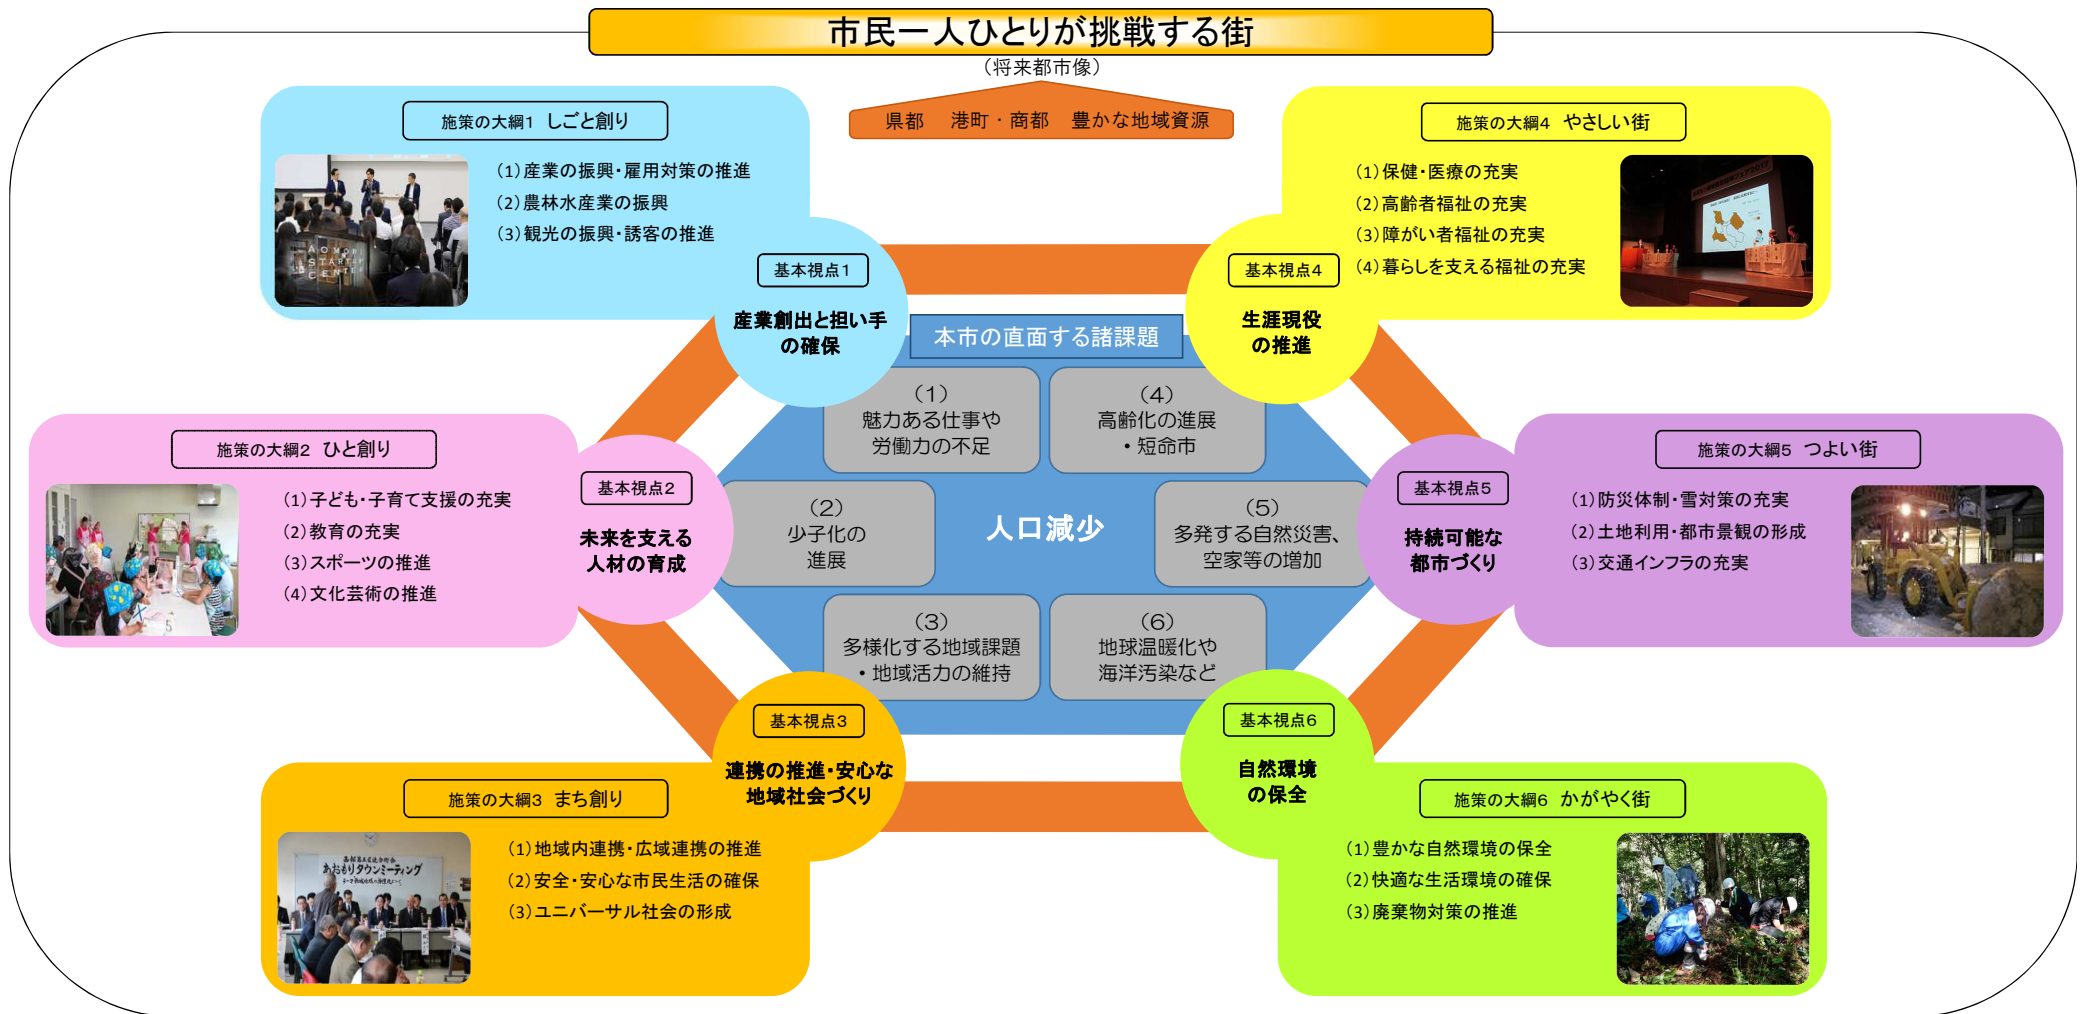 市民一人ひとりが挑戦する街
（将来都市像）
県都　港町・商都　豊かな地域資源
施策の大綱1 しごと創り
(1)産業の振興・雇用対策の推進
(2)農林水産業の振興
(3)観光の振興・誘客の推進
AOMORI
STARTUP
CENTER
基本視点1
産業創出と担い手
の確保
施策の大綱2 ひと創り
(1)子ども・子育て支援の充実
(2)教育の充実
(3)スポーツの推進
(4)文化芸術の推進
5
基本視点2
未来を支える
人材の育成
施策の大綱3 まち創り
(1)地域内連携・広域連携の推進
(2)安全・安心な市民生活の確保
(3)ユニバーサル社会の形成
あおもりタウンミーティング
基本視点3
連携の推進・安心な
地域社会づくり
本市の直面する諸課題
（1）
魅力ある仕事や
労働力の不足
（2）
少子化の
進展
（3）
多様化する地域課題
・地域活力の維持
人口減少
（4）
高齢化の進展
・短命市
（5）
多発する自然災害、
空家等の増加
（6）
地球温暖化や
海洋汚染など
施策の大綱4 やさしい街
(1)保健・医療の充実
(2)高齢者福祉の充実
(3)障がい者福祉の充実
(4)暮らしを支える福祉の充実
基本視点4
生涯現役
の推進
施策の大綱5 つよい街
(1)防災体制・雪対策の充実
(2)土地利用・都市景観の形成
(3)交通インフラの充実
基本視点5
持続可能な
都市づくり
施策の大綱6 かがやく街
(1)豊かな自然環境の保全
(2)快適な生活環境の確保
(3)廃棄物対策の推進
基本視点6
自然環境
の保全